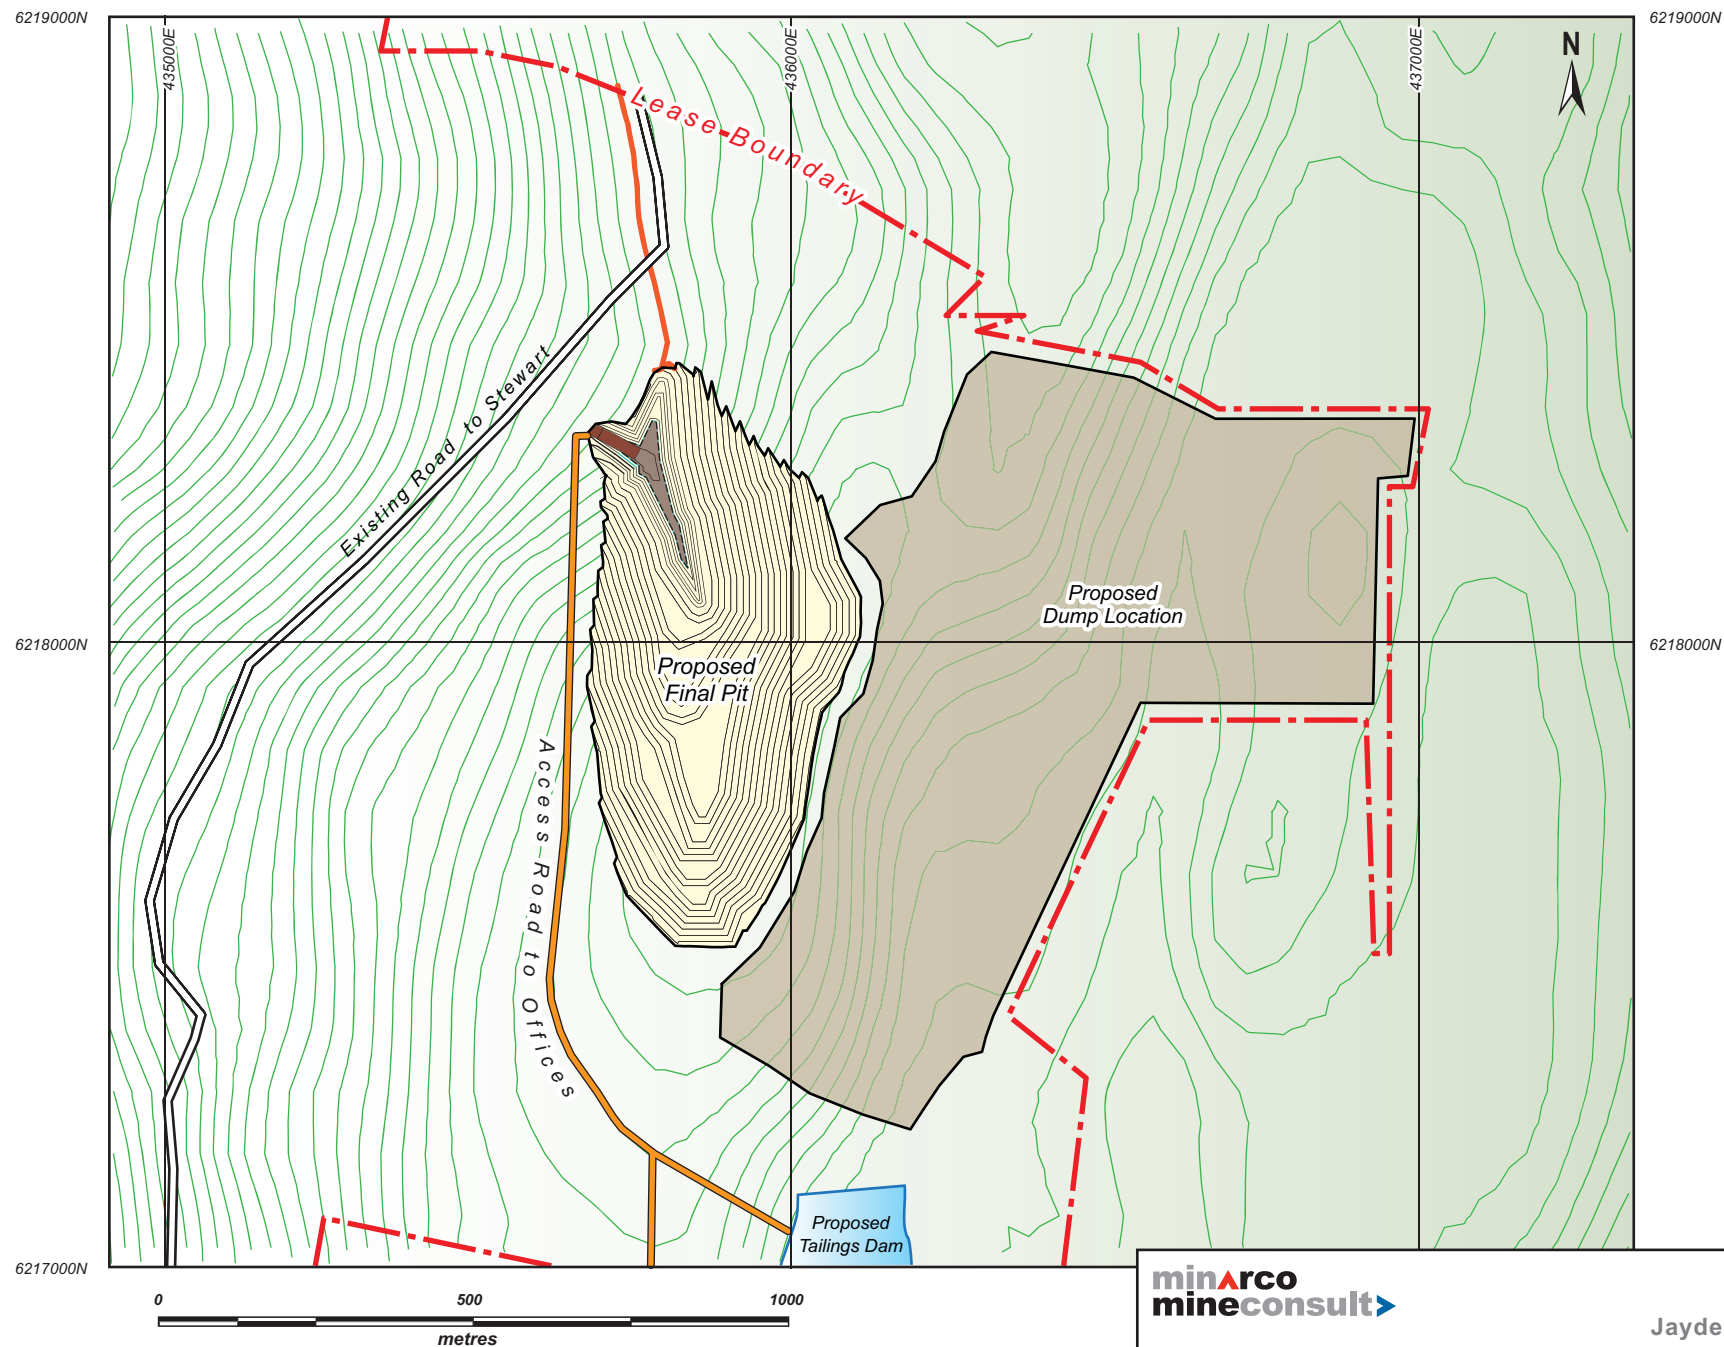 6219000N
6219000N
435000E
436000E
437000E
N
Lease Boundary
Existing Road to Stewart
Proposed
Dump Location
6218000N
6218000N
Proposed
Final Pit
Access Road to Offices
Proposed
Tailings Dam
6217000N
0 500 1000
metres
minarco
mineconsult
Jayde